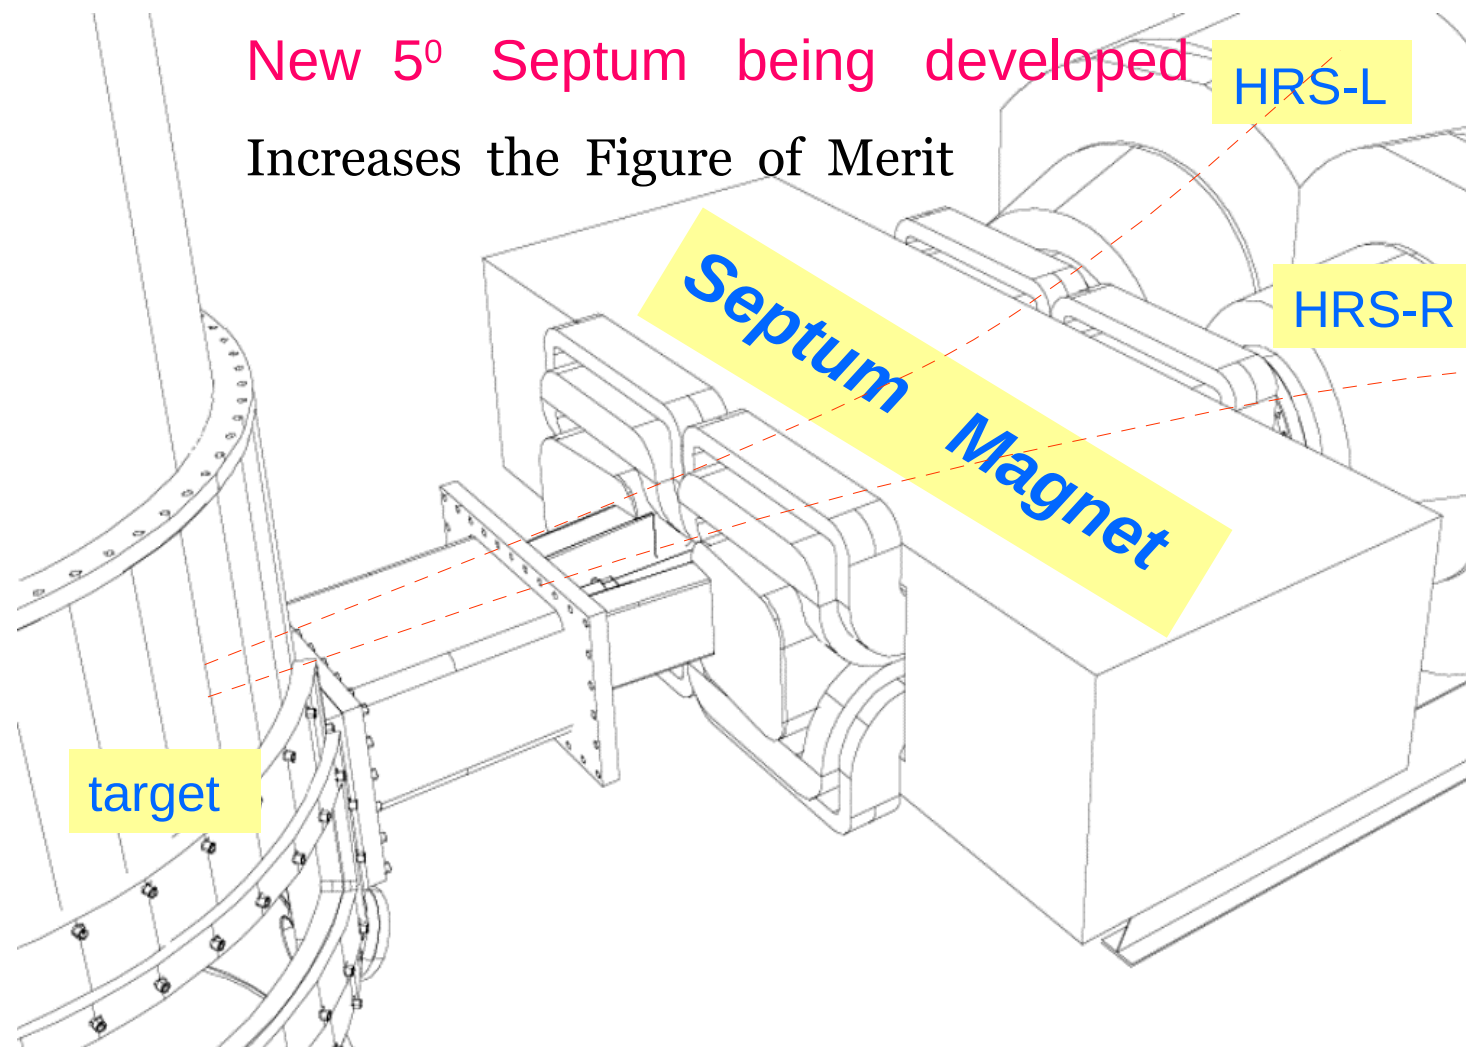 New 5⁰ Septum being developed
HRS-L
Increases the Figure of Merit
Septum Magnet
HRS-R
target